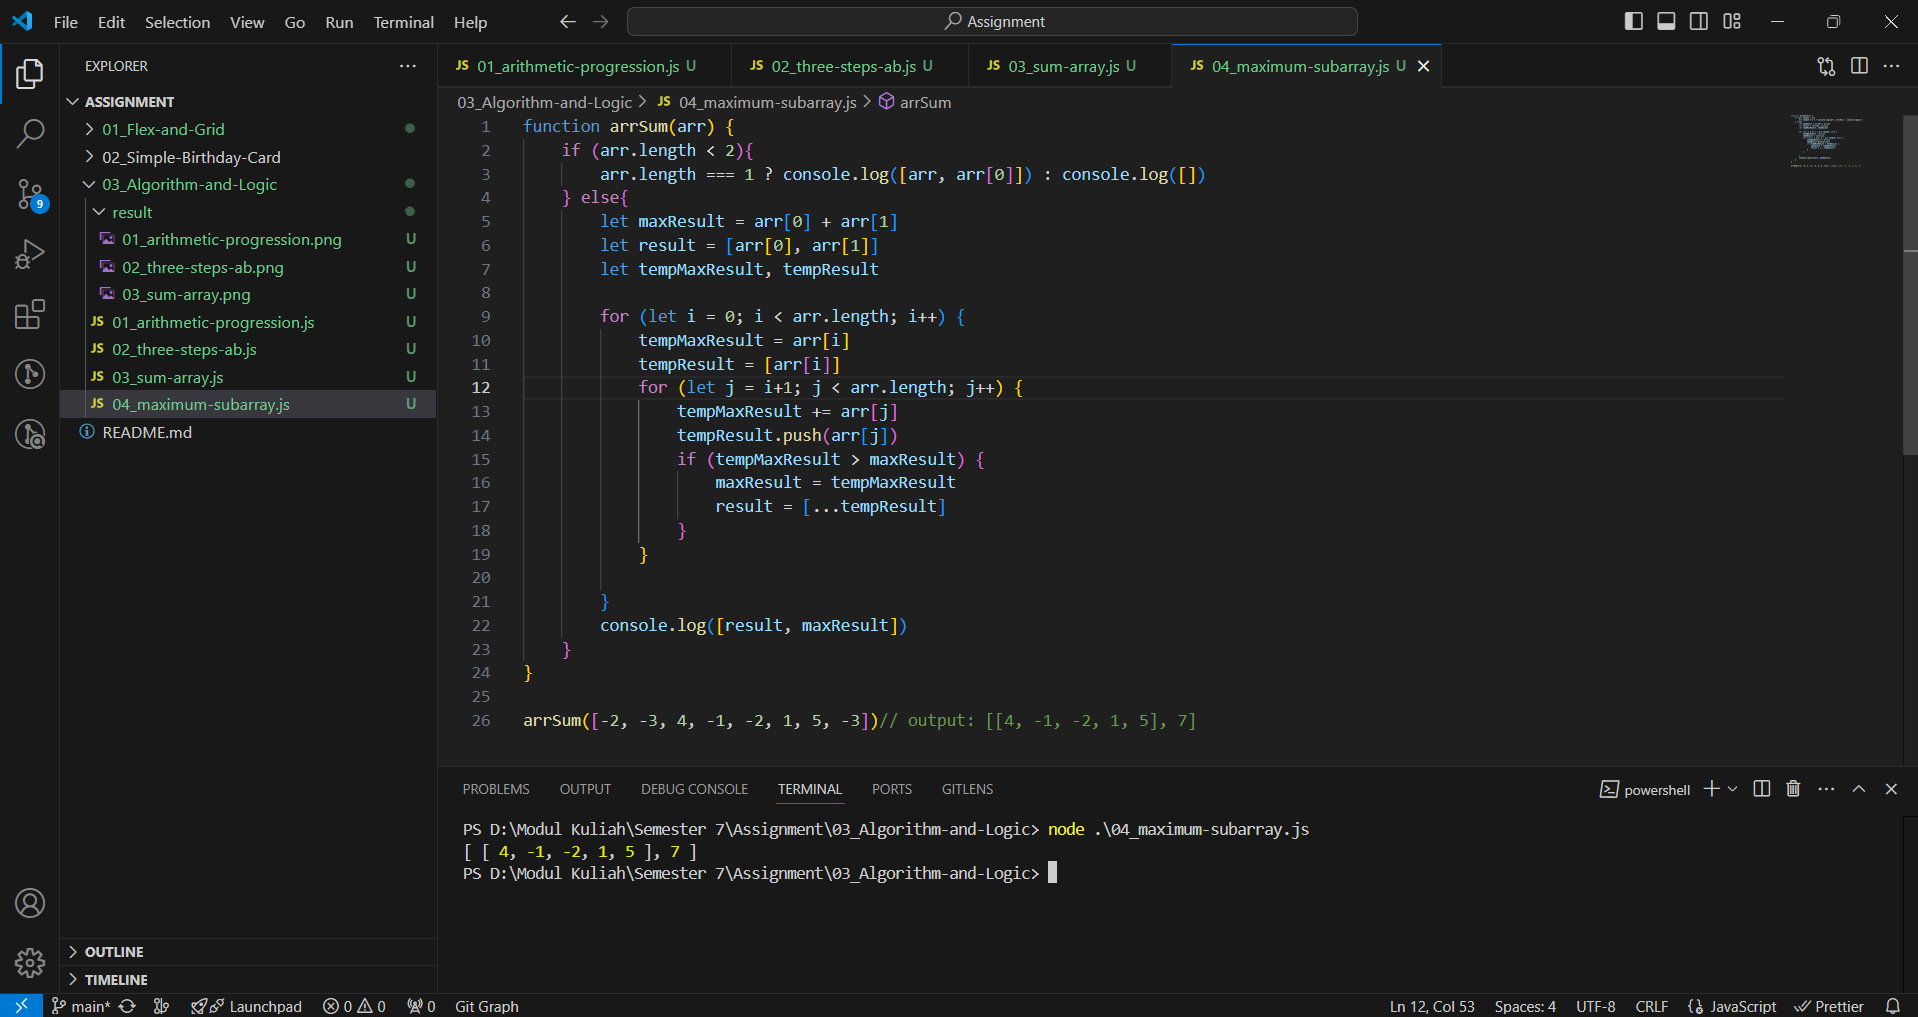 File Edit Selection View Go Run Terminal Help
Assignment
EXPLORER
ASSIGNMENT
01_Flex-and-Grid
02_Simple-Birthday-Card
03_Algorithm-and-Logic
result
01_arithmetic-progression.png U
02_three-steps-ab.png U
03_sum-array.png U
JS 01_arithmetic-progression.js U
JS 02_three-steps-ab.js U
JS 03_sum-array.js U
JS 04_maximum-subarray.js U
README.md
9
OUTLINE
TIMELINE
JS 01_arithmetic-progression.js U JS 02_three-steps-ab.js U JS 03_sum-array.js U JS 04_maximum-subarray.js U
03_Algorithm-and-Logic > JS 04_maximum-subarray.js > arrSum
1 function arrSum(arr) {
2 if (arr.length < 2){
3 arr.length === 1 ? console.log([arr, arr[0]]) : console.log([])
4 } else{
5 let maxResult = arr[0] + arr[1]
6 let result = [arr[0], arr[1]]
7 let tempMaxResult, tempResult
8
9 for (let i = 0; i < arr.length; i++) {
10 tempMaxResult = arr[i]
11 tempResult = [arr[i]]
12 for (let j = i+1; j < arr.length; j++) {
13 tempMaxResult += arr[j]
14 tempResult.push(arr[j])
15 if (tempMaxResult > maxResult) {
16 maxResult = tempMaxResult
17 result = [...tempResult]
18 }
19 }
20
21 }
22 console.log([result, maxResult])
23 }
24 }
25
26 arrSum([-2, -3, 4, -1, -2, 1, 5, -3])// output: [[4, -1, -2, 1, 5], 7]
PROBLEMS OUTPUT DEBUG CONSOLE TERMINAL PORTS GITLENS
powershell
PS D:\Modul Kuliah\Semester 7\Assignment\03_Algorithm-and-Logic> node .\04_maximum-subarray.js
[ [ 4, -1, -2, 1, 5 ], 7 ]
PS D:\Modul Kuliah\Semester 7\Assignment\03_Algorithm-and-Logic>
main* Launchpad 0 0 0 Git Graph Ln 12, Col 53 Spaces: 4 UTF-8 CRLF {} JavaScript Prettier